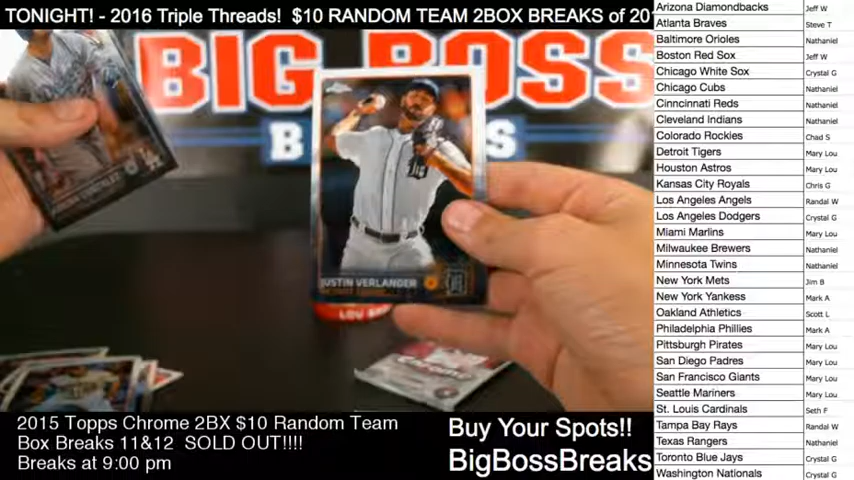 TONIGHT! - 2016 Triple Threads! $10 RANDOM TEAM 2BOX BREAKS of 20
BIG BOSS
B S
JUSTIN VERLANDER
2015 Topps Chrome 2BX $10 Random Team
Box Breaks 11&12 SOLD OUT!!!!
Breaks at 9:00 pm
Buy Your Spots!!
BigBossBreaks
Arizona Diamondbacks Jeff W
Atlanta Braves Steve T
Baltimore Orioles Nathaniel
Boston Red Sox Jeff W
Chicago White Sox Crystal G
Chicago Cubs Nathaniel
Cinncinnati Reds Nathaniel
Cleveland Indians Nathaniel
Colorado Rockies Chad S
Detroit Tigers Mary Lou
Houston Astros Mary Lou
Kansas City Royals Chris G
Los Angeles Angels Randal W
Los Angeles Dodgers Crystal G
Miami Marlins Mary Lou
Milwaukee Brewers Nathaniel
Minnesota Twins Nathaniel
New York Mets Jim B
New York Yankess Mark A
Oakland Athletics Scott L
Philadelphia Phillies Mark A
Pittsburgh Pirates Mary Lou
San Diego Padres Mary Lou
San Francisco Giants Mary Lou
Seattle Mariners Mary Lou
St. Louis Cardinals Seth F
Tampa Bay Rays Randal W
Texas Rangers Nathaniel
Toronto Blue Jays Crystal G
Washington Nationals Crystal G